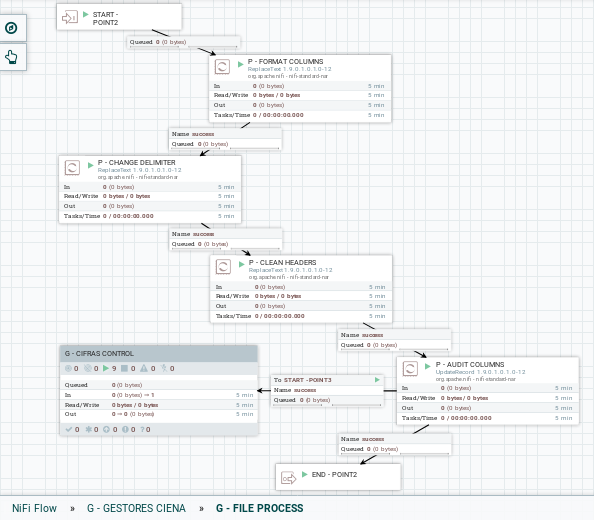 START -
POINT2
Queued 0 (0 bytes)
P - FORMAT COLUMNS
ReplaceText 1.9.0.1.0.1.0-12
org.apache.nifi - nifi-standard-nar
In 0 (0 bytes) 5 min
Read/Write 0 bytes / 0 bytes 5 min
Out 0 (0 bytes) 5 min
Tasks/Time 0 / 00:00:00.000 5 min
Name success
Queued 0 (0 bytes)
P - CHANGE DELIMITER
ReplaceText 1.9.0.1.0.1.0-12
org.apache.nifi - nifi-standard-nar
In 0 (0 bytes) 5 min
Read/Write 0 bytes / 0 bytes 5 min
Out 0 (0 bytes) 5 min
Tasks/Time 0 / 00:00:00.000 5 min
Name success
Queued 0 (0 bytes)
P - CLEAN HEADERS
ReplaceText 1.9.0.1.0.1.0-12
org.apache.nifi - nifi-standard-nar
In 0 (0 bytes) 5 min
Read/Write 0 bytes / 0 bytes 5 min
Out 0 (0 bytes) 5 min
Tasks/Time 0 / 00:00:00.000 5 min
Name success
Queued 0 (0 bytes)
G - CIFRAS CONTROL
0 0 9 0 0 0
Queued 0 (0 bytes)
In 0 (0 bytes) → 1 5 min
Read/Write 0 bytes / 0 bytes 5 min
Out 0 → 0 (0 bytes) 5 min
0 0 0 0 ? 0
To START -POINT3
Name success
Queued 0 (0 bytes)
P - AUDIT COLUMNS
UpdateRecord 1.9.0.1.0.1.0-12
org.apache.nifi - nifi-standard-nar
In 0 (0 bytes) 5 min
Read/Write 0 bytes / 0 bytes 5 min
Out 0 (0 bytes) 5 min
Tasks/Time 0 / 00:00:00.000 5 min
Name success
Queued 0 (0 bytes)
END - POINT2
NiFi Flow » G - GESTORES CIENA » G - FILE PROCESS